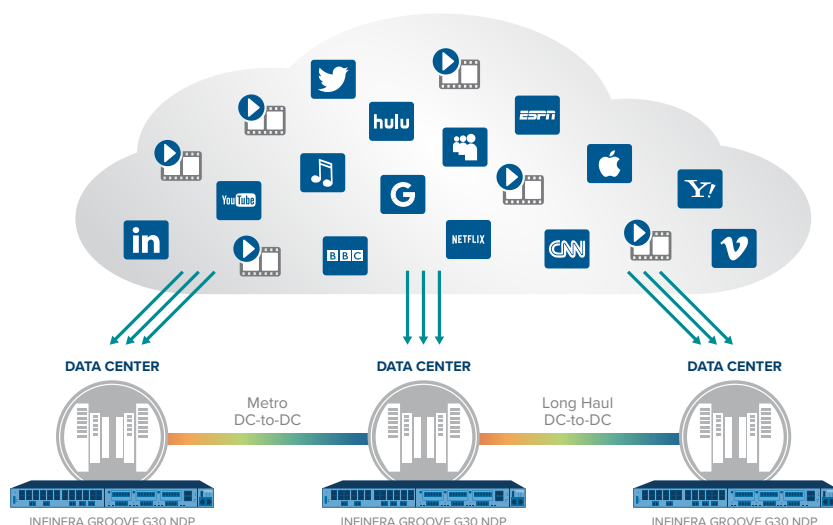 hulu
ESPN
YouTube
G
Y!
in
BBC
NETFLIX
CNN
v
DATA CENTER
DATA CENTER
DATA CENTER
Metro
DC-to-DC
Long Haul
DC-to-DC
INFINERA GROOVE G30 NDP
INFINERA GROOVE G30 NDP
INFINERA GROOVE G30 NDP